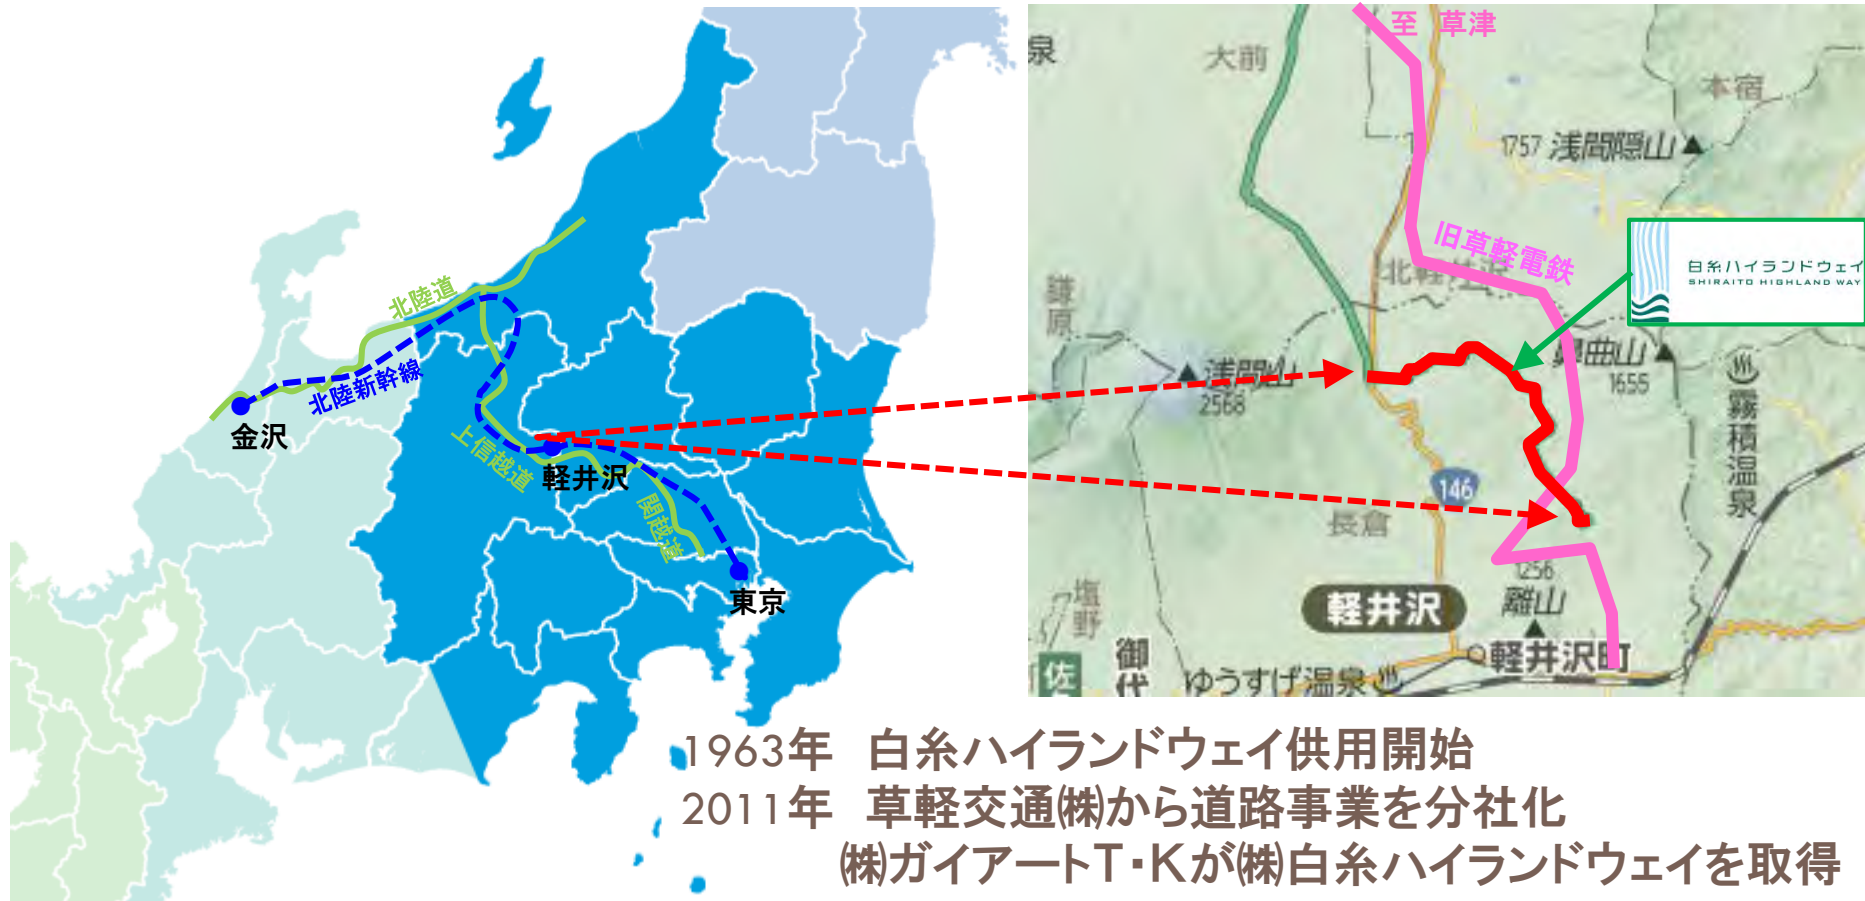 北陸道
北陸新幹線
金沢
上信越道
軽井沢
関越道
東京
至 草津
泉
大前
本宿
1757 浅間隠山
旧草軽電鉄
北軽井沢
白糸ハイランドウェイ
SHIRAITO HIGHLAND WAY
鎌原
浅間山
2568
曲山
1655
霧積温泉
146
長倉
塩野
1256
離山
軽井沢
御代
佐
軽井沢町
ゆうすげ温泉
1963年 白糸ハイランドウェイ供用開始
2011年 草軽交通㈱から道路事業を分社化
㈱ガイアートT・Kが㈱白糸ハイランドウェイを取得